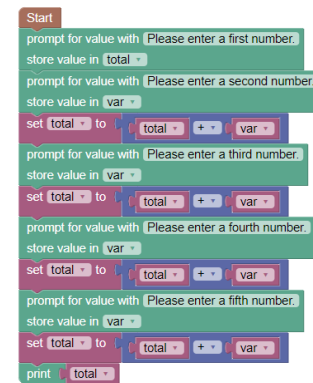 Start
prompt for value with Please enter a first number.
store value in total
prompt for value with Please enter a second number.
store value in var
set total to total + var
prompt for value with Please enter a third number.
store value in var
set total to total + var
prompt for value with Please enter a fourth number.
store value in var
set total to total + var
prompt for value with Please enter a fifth number.
store value in var
set total to total + var
print total